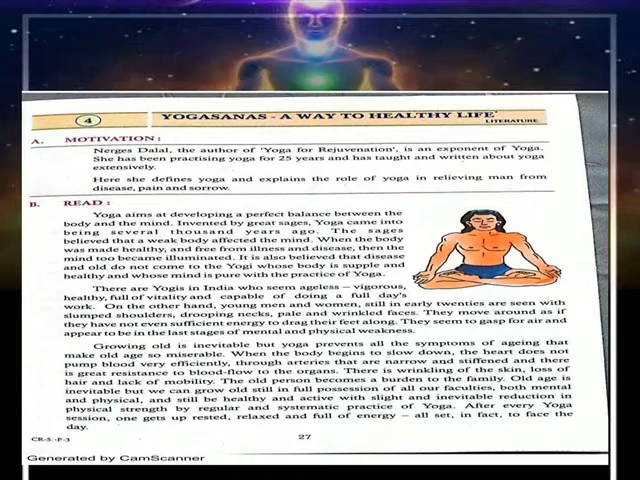 4
YOGASANAS - A WAY TO HEALTHY LIFE
LITERATURE
A. MOTIVATION :
Nerges Dalal, the author of 'Yoga for Rejuvenation', is an exponent of Yoga.
She has been practising yoga for 25 years and has taught and written about yoga
extensively.
Here she defines yoga and explains the role of yoga in relieving man from
disease, pain and sorrow.
B. READ :
Yoga aims at developing a perfect balance between the
body and the mind. Invented by great sages, Yoga came into
being several thousand years ago. The sages
believed that a weak body affected the mind. When the body
was made healthy, and free from illness and disease, then the
mind too became illuminated. It is also believed that disease
and old do not come to the Yogi whose body is supple and
healthy and whose mind is pure with the practice of Yoga.
There are Yogis in India who seem ageless – vigorous,
healthy, full of vitality and capable of doing a full day's
work. On the other hand, young men and women, still in early twenties are seen with
slumped shoulders, drooping necks, pale and wrinkled faces. They move around as if
they have not even sufficient energy to drag their feet along. They seem to gasp for air and
appear to be in the last stages of mental and physical weakness.
Growing old is inevitable but yoga prevents all the symptoms of ageing that
make old age so miserable. When the body begins to slow down, the heart does not
pump blood very efficiently, through arteries that are narrow and stiffened and there
is great resistance to blood-flow to the organs. There is wrinkling of the skin, loss of
hair and lack of mobility. The old person becomes a burden to the family. Old age is
inevitable but we can grow old still in full possession of all our faculties, both mental
and physical, and still be healthy and active with slight and inevitable reduction in
physical strength by regular and systematic practice of Yoga. After every Yoga
session, one gets up rested, relaxed and full of energy – all set, in fact, to face the
day.
CR-5-F-3
27
Generated by CamScanner